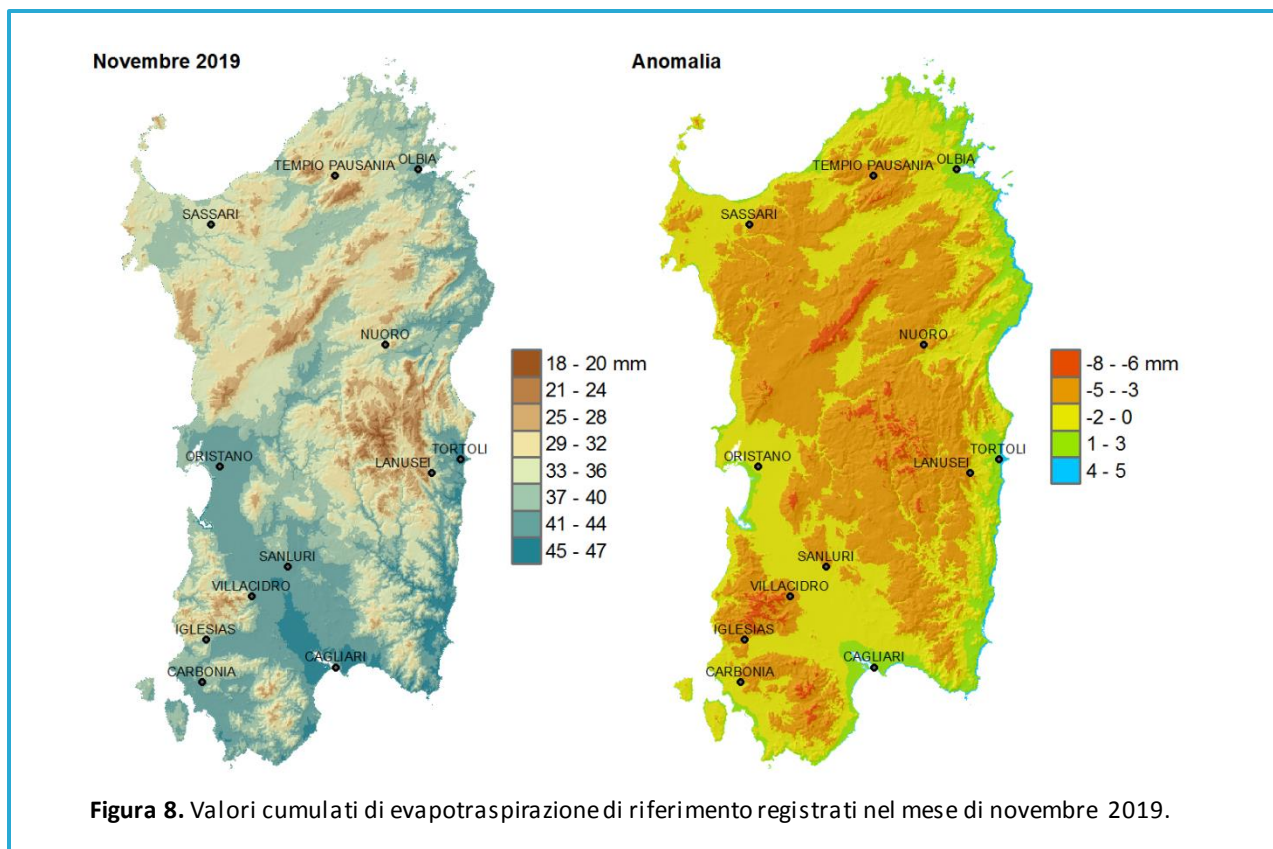 Novembre 2019
TEMPIO PAUSANIA
OLBIA
SASSARI
NUORO
ORISTANO
TORTOLI
LANUSEI
SANLURI
VILLACIDRO
IGLESIAS
CAGLIARI
CARBONIA
18 - 20 mm
21 - 24
25 - 28
29 - 32
33 - 36
37 - 40
41 - 44
45 - 47
Anomalia
TEMPIO PAUSANIA
OLBIA
SASSARI
NUORO
ORISTANO
TORTOLI
LANUSEI
SANLURI
VILLACIDRO
IGLESIAS
CAGLIARI
CARBONIA
-8 - -6 mm
-5 - -3
-2 - 0
1 - 3
4 - 5
Figura 8. Valori cumulati di evapotraspirazione di riferimento registrati nel mese di novembre 2019.